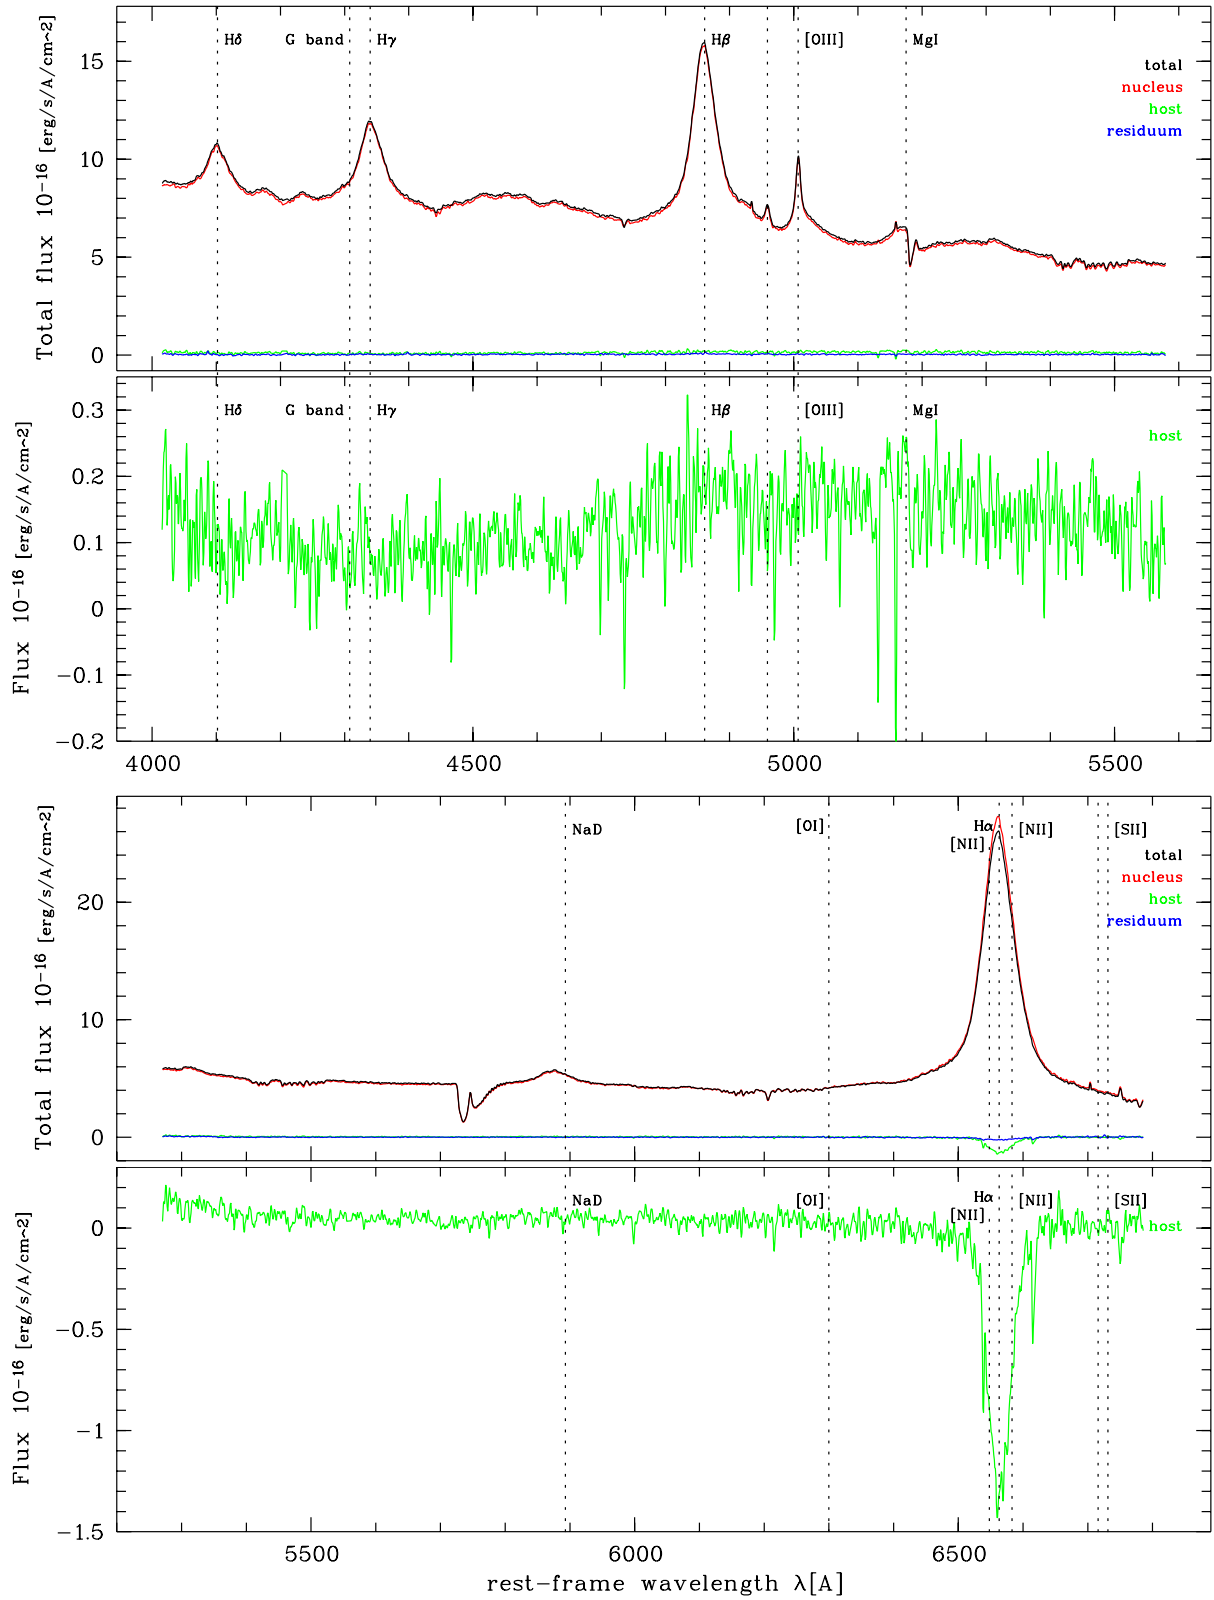 Hδ G band Hγ Hβ [OIII] MgI
total
nucleus
host
residuum
15
10
5
0
Total flux 10−16 [erg/s/A/cm^2]
Hδ G band Hγ Hβ [OIII] MgI
host
0.3
0.2
0.1
0
−0.1
−0.2
Flux 10−16 [erg/s/A/cm^2]
4000 4500 5000 5500
NaD [OI] Hα [NII] [SII]
[NII]
total
nucleus
host
residuum
20
10
0
Total flux 10−16 [erg/s/A/cm^2]
NaD [OI] Hα [NII] [SII]
[NII]
host
0
−0.5
−1
−1.5
Flux 10−16 [erg/s/A/cm^2]
5500 6000 6500
rest−frame wavelength λ[A]